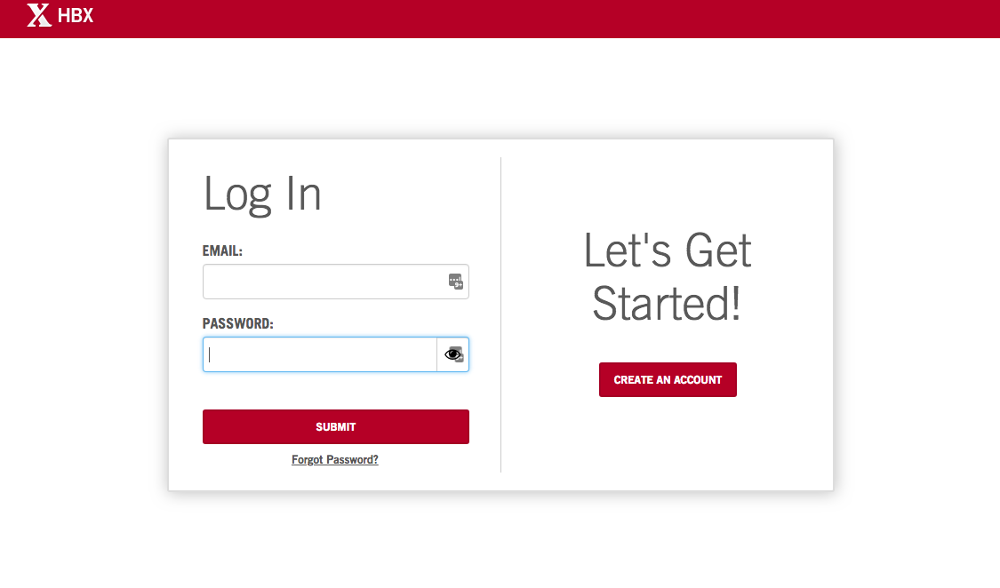 HBX
Log In
EMAIL:
PASSWORD:
SUBMIT
Forgot Password?
Let's Get
Started!
CREATE AN ACCOUNT